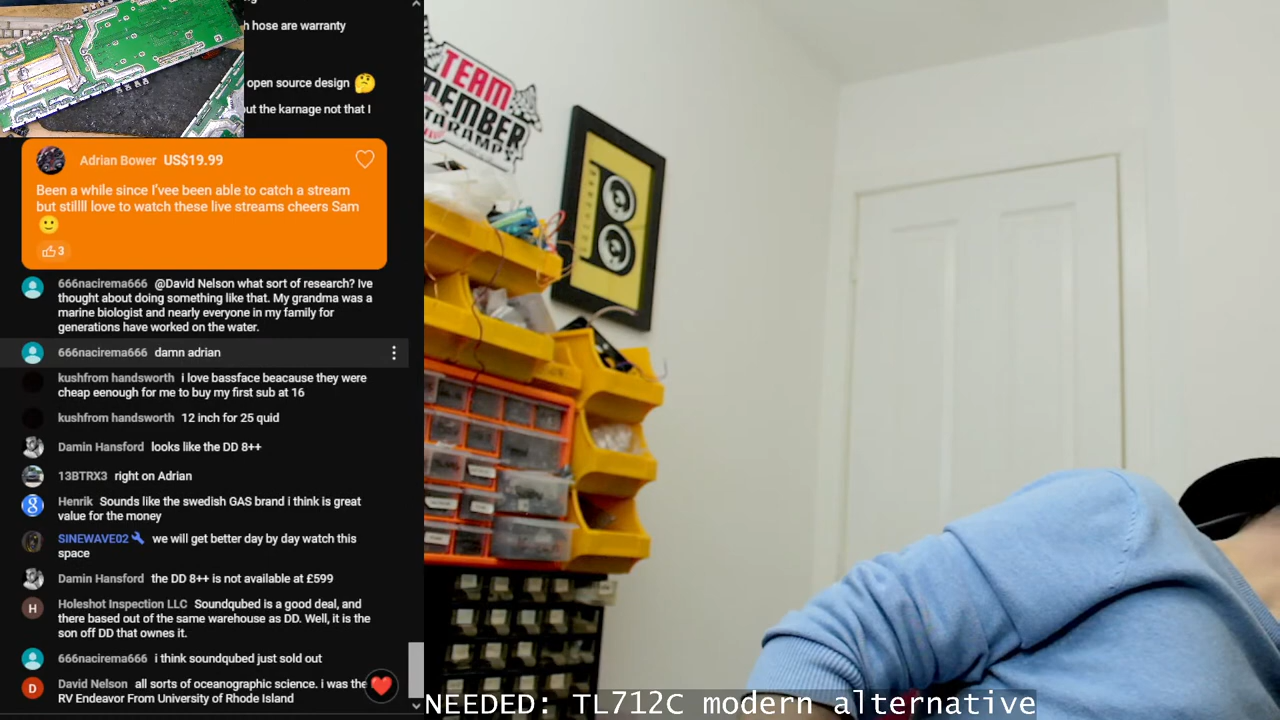 h hose are warranty
open source design 🤔
ut the karnage not that I
Adrian Bower US$19.99
Been a while since I'vee been able to catch a stream
but stillll love to watch these live streams cheers Sam
🙂
3
666nacirema666 @David Nelson what sort of research? Ive
thought about doing something like that. My grandma was a
marine biologist and nearly everyone in my family for
generations have worked on the water.
666nacirema666 damn adrian
kushfrom handsworth i love bassface beacause they were
cheap eenough for me to buy my first sub at 16
kushfrom handsworth 12 inch for 25 quid
Damin Hansford looks like the DD 8++
13BTRX3 right on Adrian
Henrik Sounds like the swedish GAS brand i think is great
value for the money
SINEWAVE02 we will get better day by day watch this
space
Damin Hansford the DD 8++ is not available at £599
H Holeshot Inspection LLC Soundqubed is a good deal, and
there based out of the same warehouse as DD. Well, it is the
son off DD that owns it.
666nacirema666 i think soundqubed just sold out
D David Nelson all sorts of oceanographic science. i was the
RV Endeavor From University of Rhode Island
TEAM
MEMBER
TARAMPS
NEEDED: TL712C modern alternative